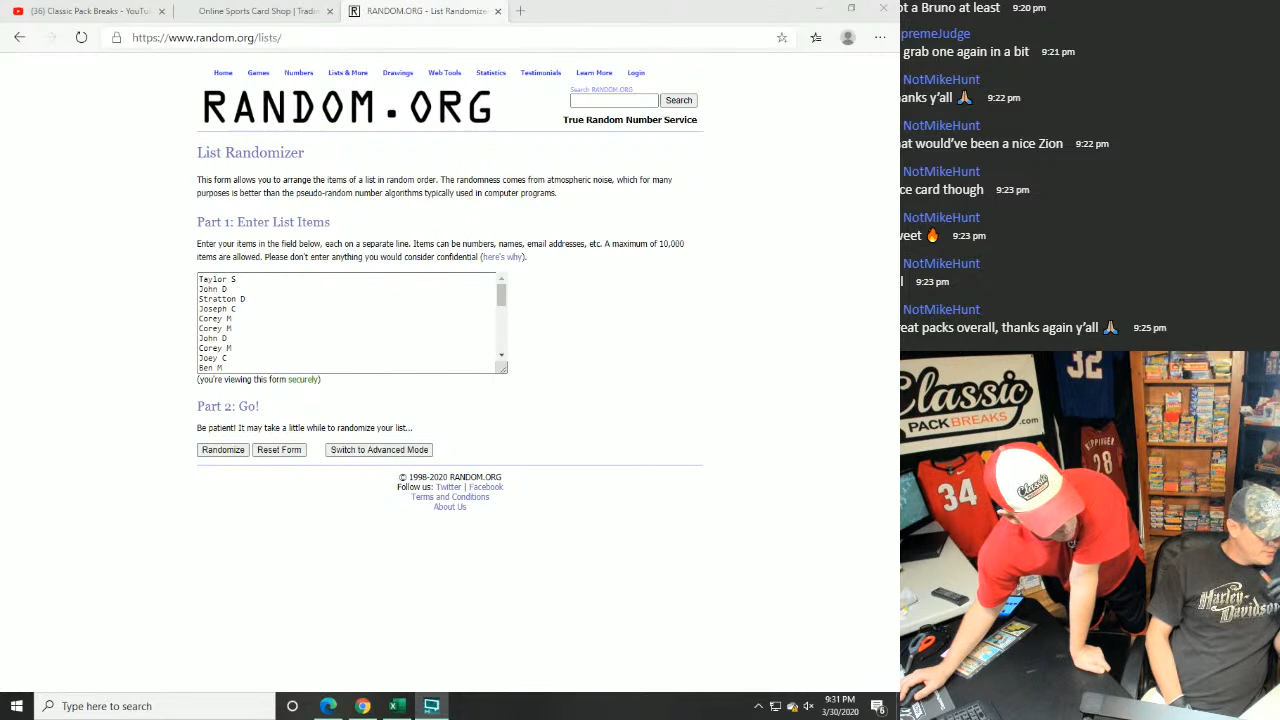 (36) Classic Pack Breaks - YouTu
Online Sports Card Shop | Tradin
RANDOM.ORG - List Randomizer
https://www.random.org/lists/
Home Games Numbers Lists & More Drawings Web Tools Statistics Testimonials Learn More Login
RANDOM.ORG
Search RANDOM.ORG
Search
True Random Number Service
List Randomizer
This form allows you to arrange the items of a list in random order. The randomness comes from atmospheric noise, which for many
purposes is better than the pseudo-random number algorithms typically used in computer programs.
Part 1: Enter List Items
Enter your items in the field below, each on a separate line. Items can be numbers, names, email addresses, etc. A maximum of 10,000
items are allowed. Please don't enter anything you would consider confidential (here's why).
Taylor S
John D
Stratton D
Joseph C
Corey M
Corey M
John D
Corey M
Joey C
Ben M
(you're viewing this form securely)
Part 2: Go!
Be patient! It may take a little while to randomize your list...
Randomize Reset Form Switch to Advanced Mode
© 1998-2020 RANDOM.ORG
Follow us: Twitter | Facebook
Terms and Conditions
About Us
Type here to search
9:31 PM
3/30/2020
6
ot a Bruno at least 9:20 pm
premeJudge
grab one again in a bit 9:21 pm
NotMikeHunt
anks y'all 🙏🏼 9:22 pm
NotMikeHunt
at would've been a nice Zion 9:22 pm
NotMikeHunt
ce card though 9:23 pm
NotMikeHunt
weet 🔥 9:23 pm
NotMikeHunt
l 9:23 pm
NotMikeHunt
eat packs overall, thanks again y'all 🙏🏼 9:25 pm
Classic
PACK BREAKS.com
32
KIPPINGER
28
34
Classic
Harley-
Davidson